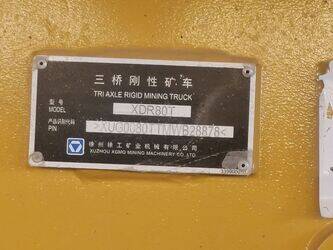 三桥刚性矿车
TRI AXLE RIGID MINING TRUCK
型号
MODEL
XDR80T
产品识别代码
PIN
徐州徐工矿业机械有限公司
XUZHOU XCMG MINING MACHINERY CO.,LTD